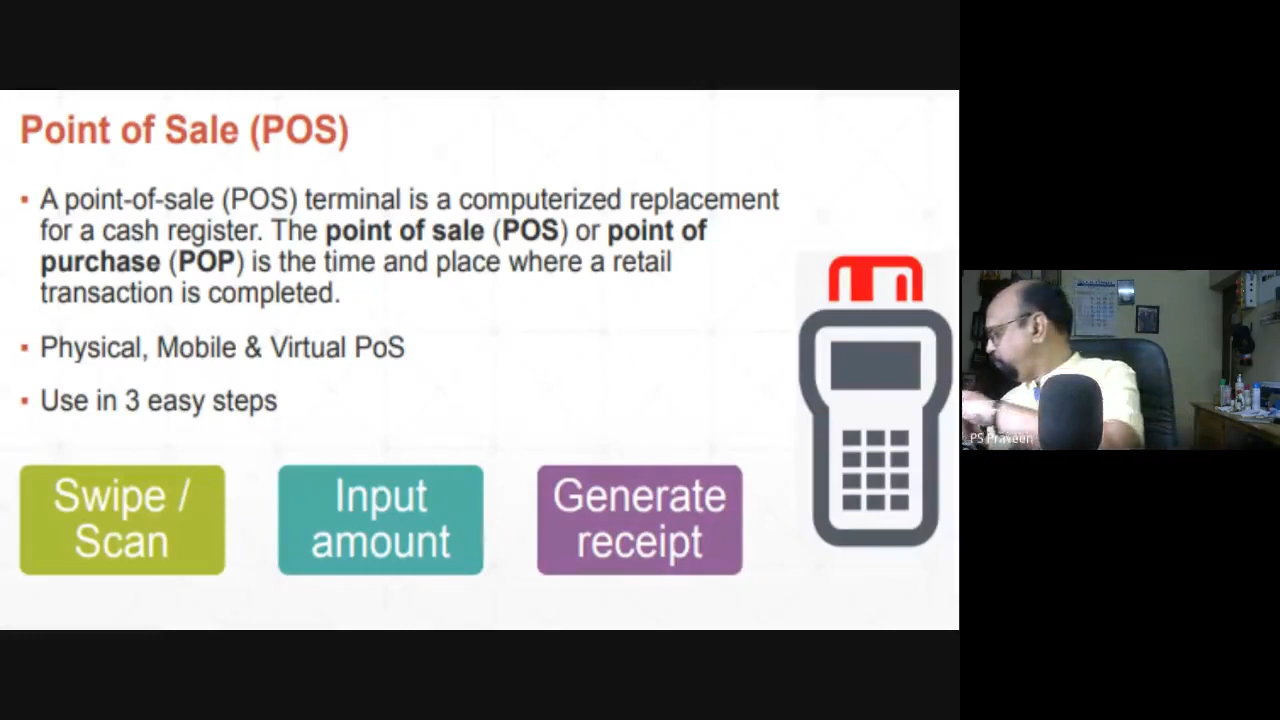 Point of Sale (POS)
▪ A point-of-sale (POS) terminal is a computerized replacement
for a cash register. The point of sale (POS) or point of
purchase (POP) is the time and place where a retail
transaction is completed.
▪ Physical, Mobile & Virtual PoS
▪ Use in 3 easy steps
Swipe /
Scan
Input
amount
Generate
receipt
PS Praveen